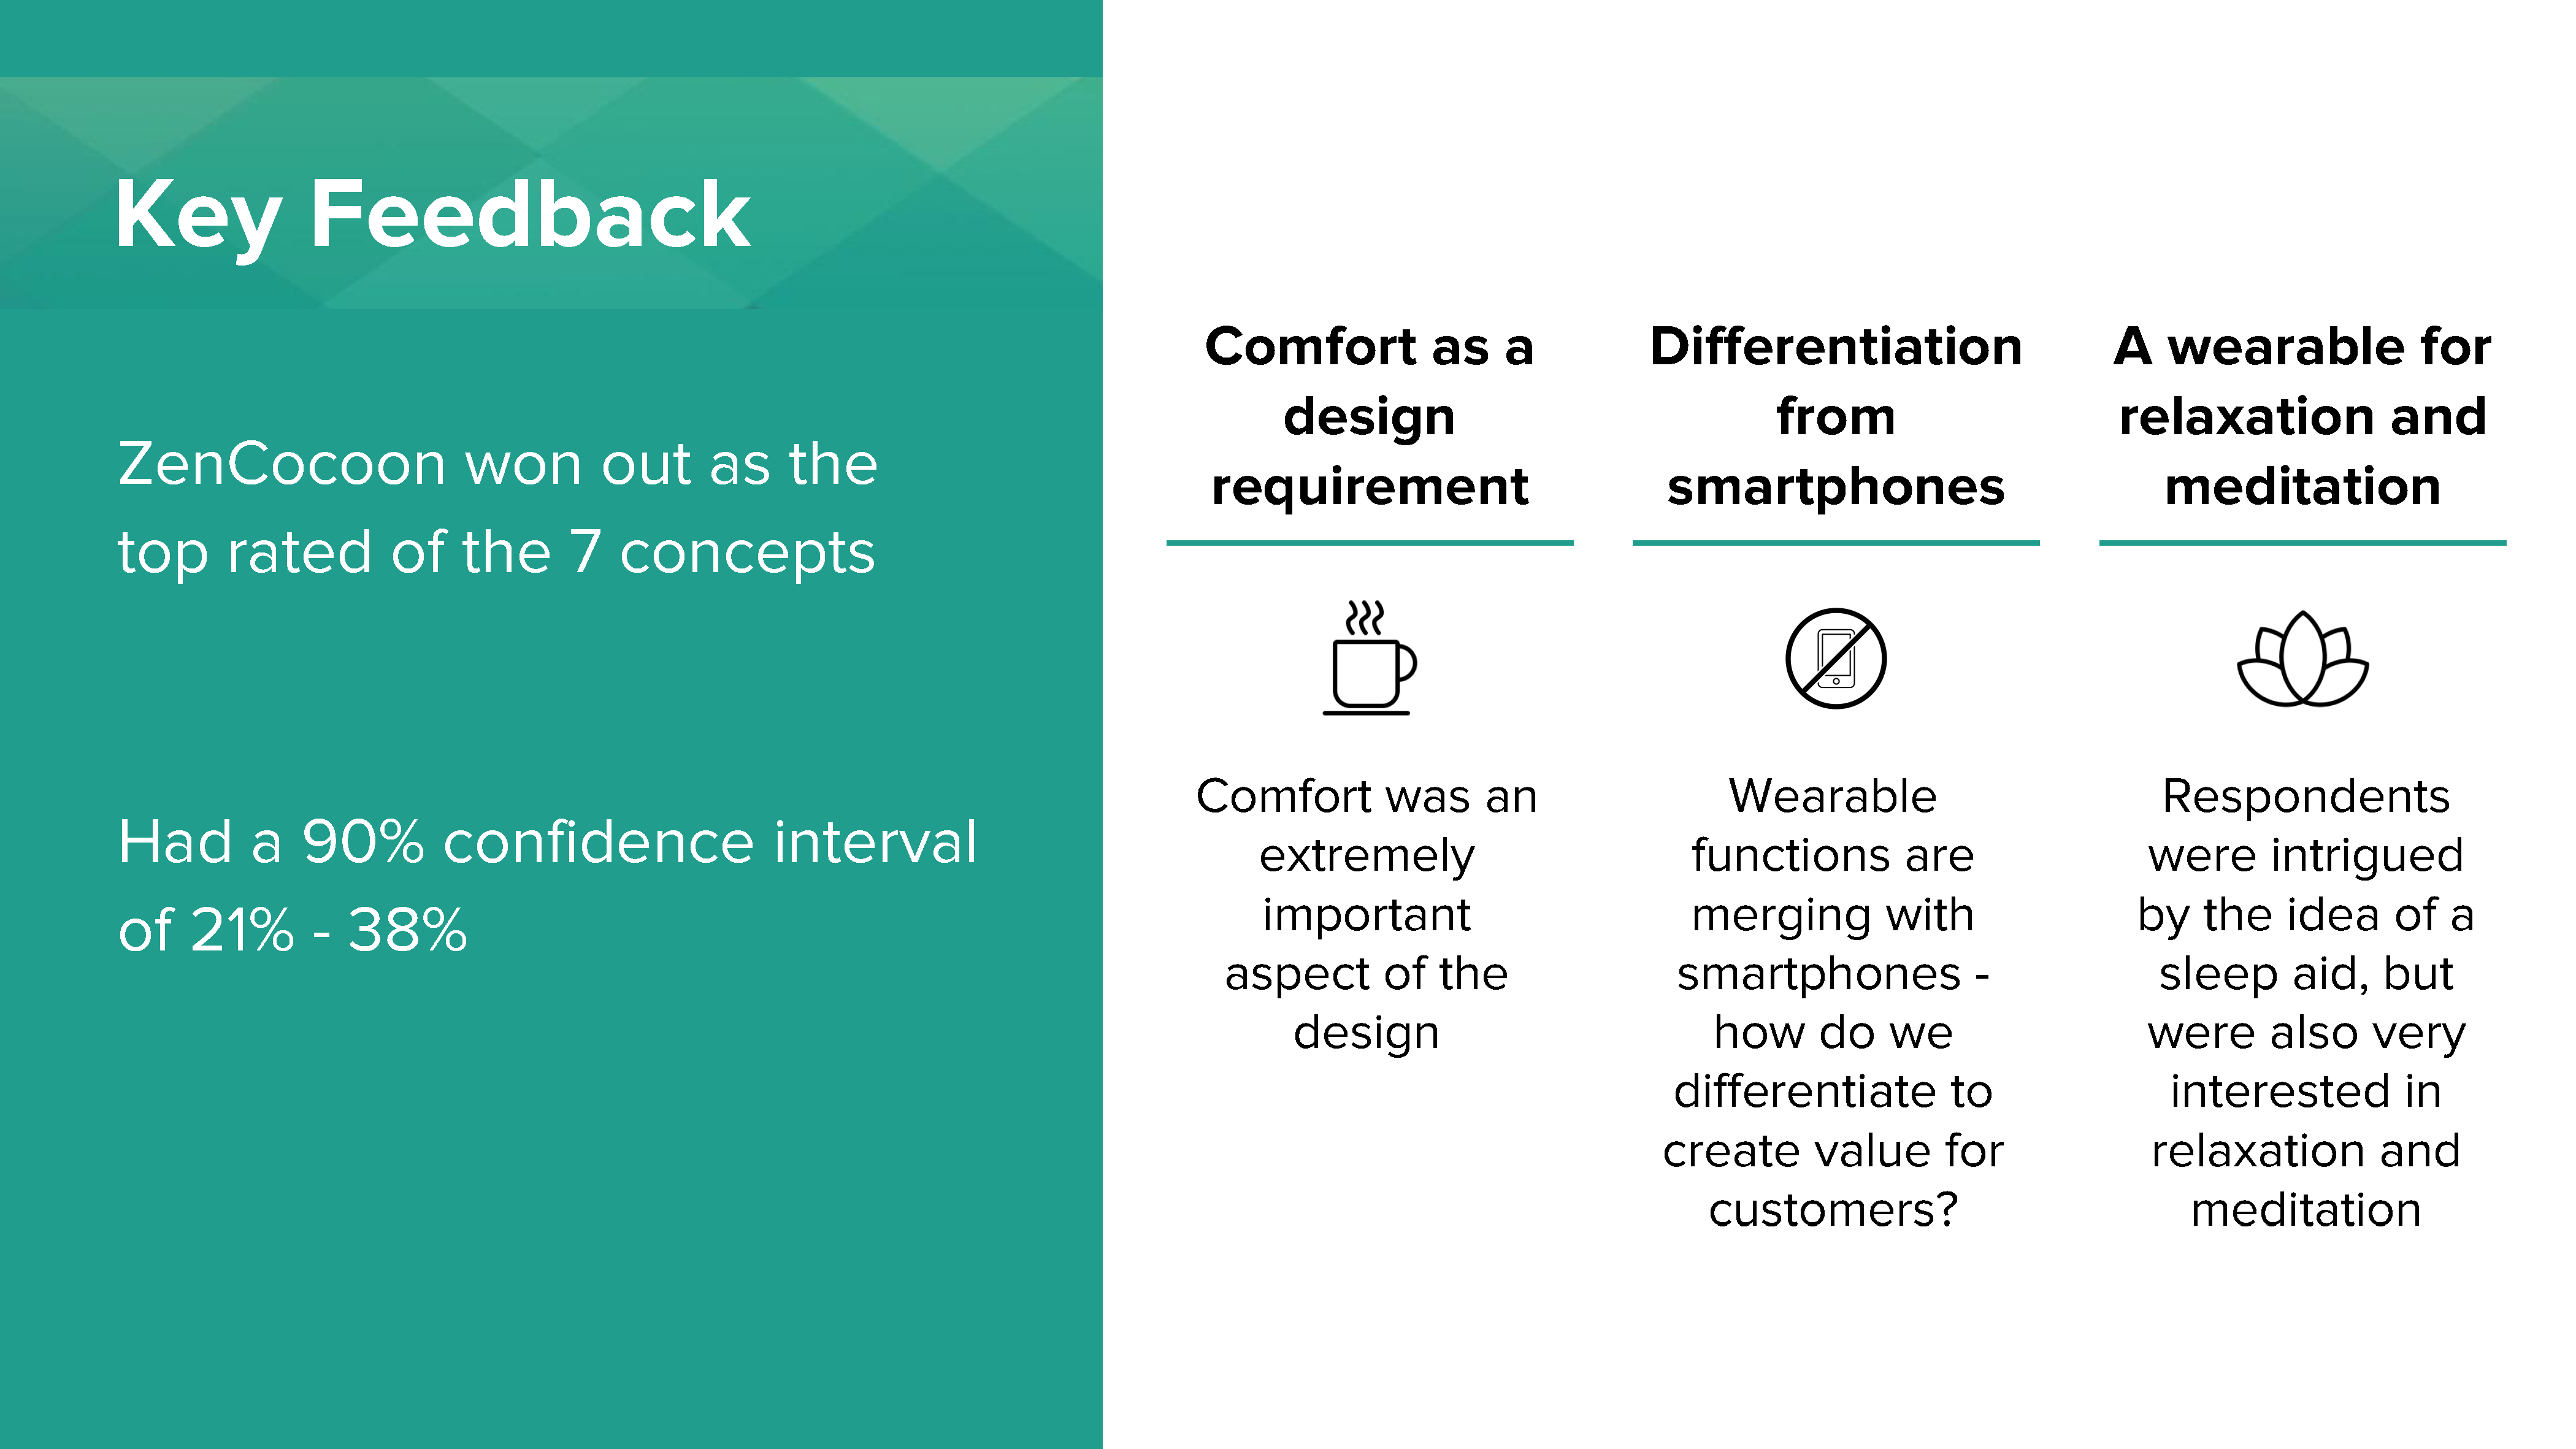 Key Feedback
ZenCocoon won out as the
top rated of the 7 concepts
Had a 90% confidence interval
of 21% - 38%
Comfort as a
design
requirement
Comfort was an
extremely
important
aspect of the
design
Differentiation
from
smartphones
Wearable
functions are
merging with
smartphones -
how do we
differentiate to
create value for
customers?
A wearable for
relaxation and
meditation
Respondents
were intrigued
by the idea of a
sleep aid, but
were also very
interested in
relaxation and
meditation